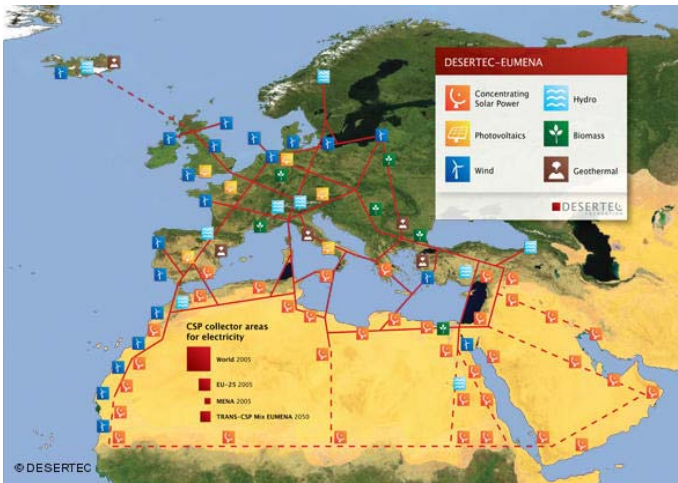 DESERTEC–EUMENA
Concentrating
Solar Power
Hydro
Photovoltaics
Biomass
Wind
Geothermal
DESERTEC
FOUNDATION
CSP collector areas
for electricity
World 2005
EU-25 2005
MENA 2005
TRANS-CSP Mix EUMENA 2050
© DESERTEC